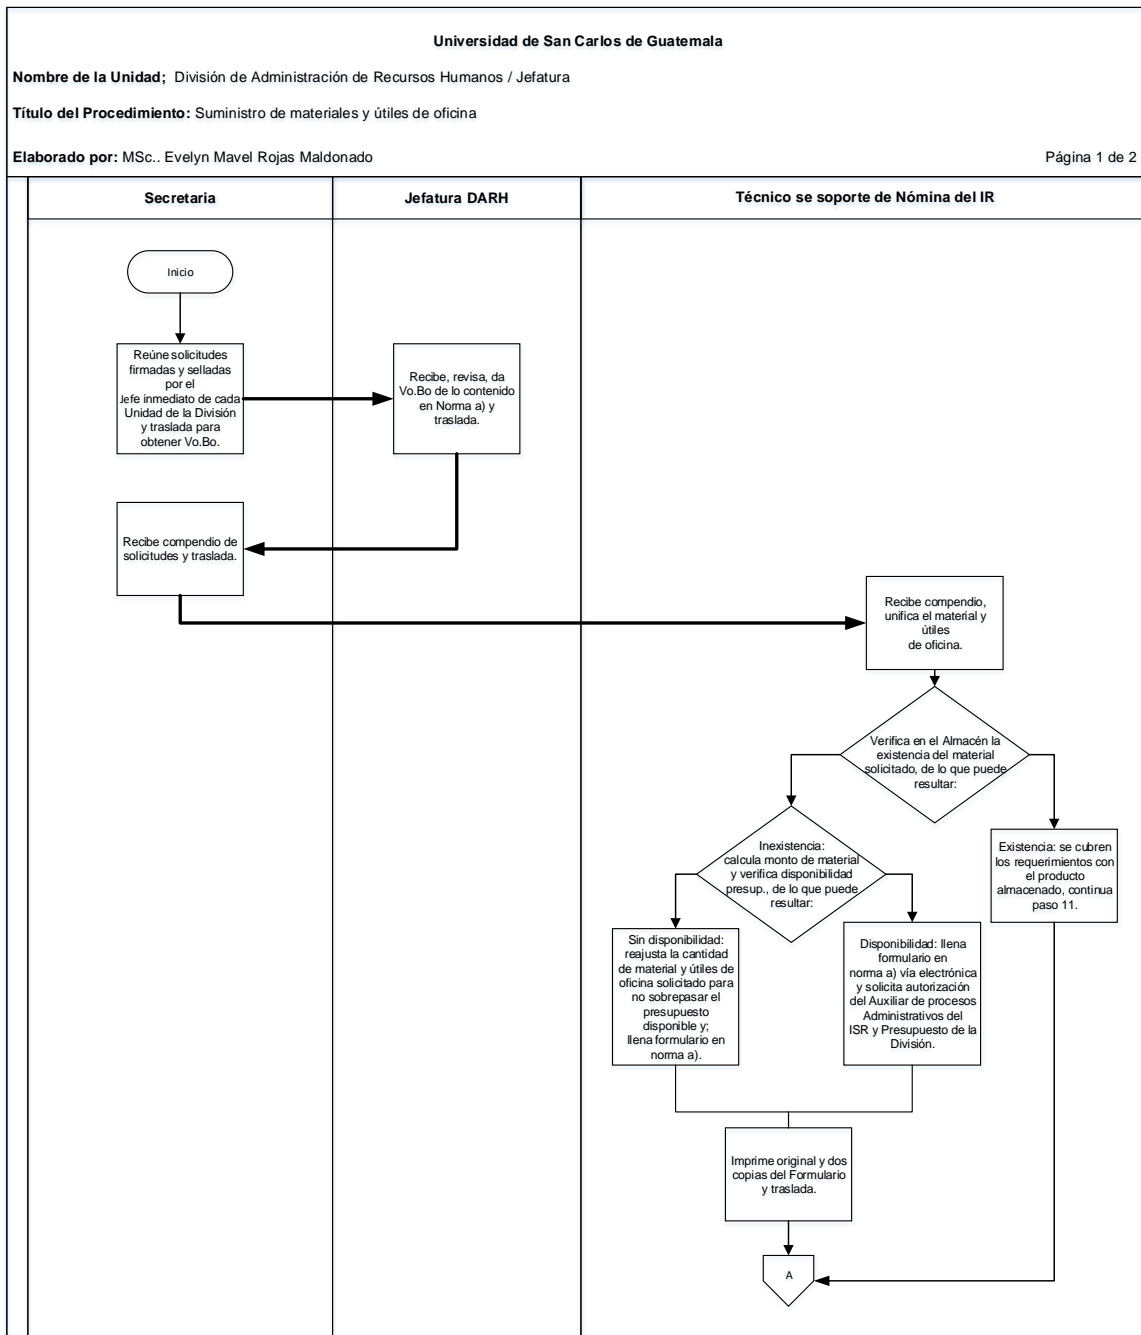 Universidad de San Carlos de Guatemala
Nombre de la Unidad; División de Administración de Recursos Humanos / Jefatura
Título del Procedimiento: Suministro de materiales y útiles de oficina
Elaborado por: MSc.. Evelyn Mavel Rojas Maldonado
Página 1 de 2
Secretaria
Jefatura DARH
Técnico se soporte de Nómina del IR
Inicio
Reúne solicitudes
firmadas y selladas
por el
Jefe inmediato de cada
Unidad de la División
y traslada para
obtener Vo.Bo.
Recibe, revisa, da
Vo.Bo de lo contenido
en Norma a) y
traslada.
Recibe compendio de
solicitudes y traslada.
Recibe compendio,
unifica el material y
útiles
de oficina.
Verifica en el Almacén la
existencia del material
solicitado, de lo que puede
resultar:
Inexistencia:
calcula monto de material
y verifica disponibilidad
presup., de lo que puede
resultar:
Existencia: se cubren
los requerimientos con
el producto
almacenado, continua
paso 11.
Sin disponibilidad:
reajusta la cantidad
de material y útiles de
oficina solicitado para
no sobrepasar el
presupuesto
disponible y;
llena formulario en
norma a).
Disponibilidad: llena
formulario en
norma a) vía electrónica
y solicita autorización
del Auxiliar de procesos
Administrativos del
ISR y Presupuesto de la
División.
Imprime original y dos
copias del Formulario
y traslada.
A